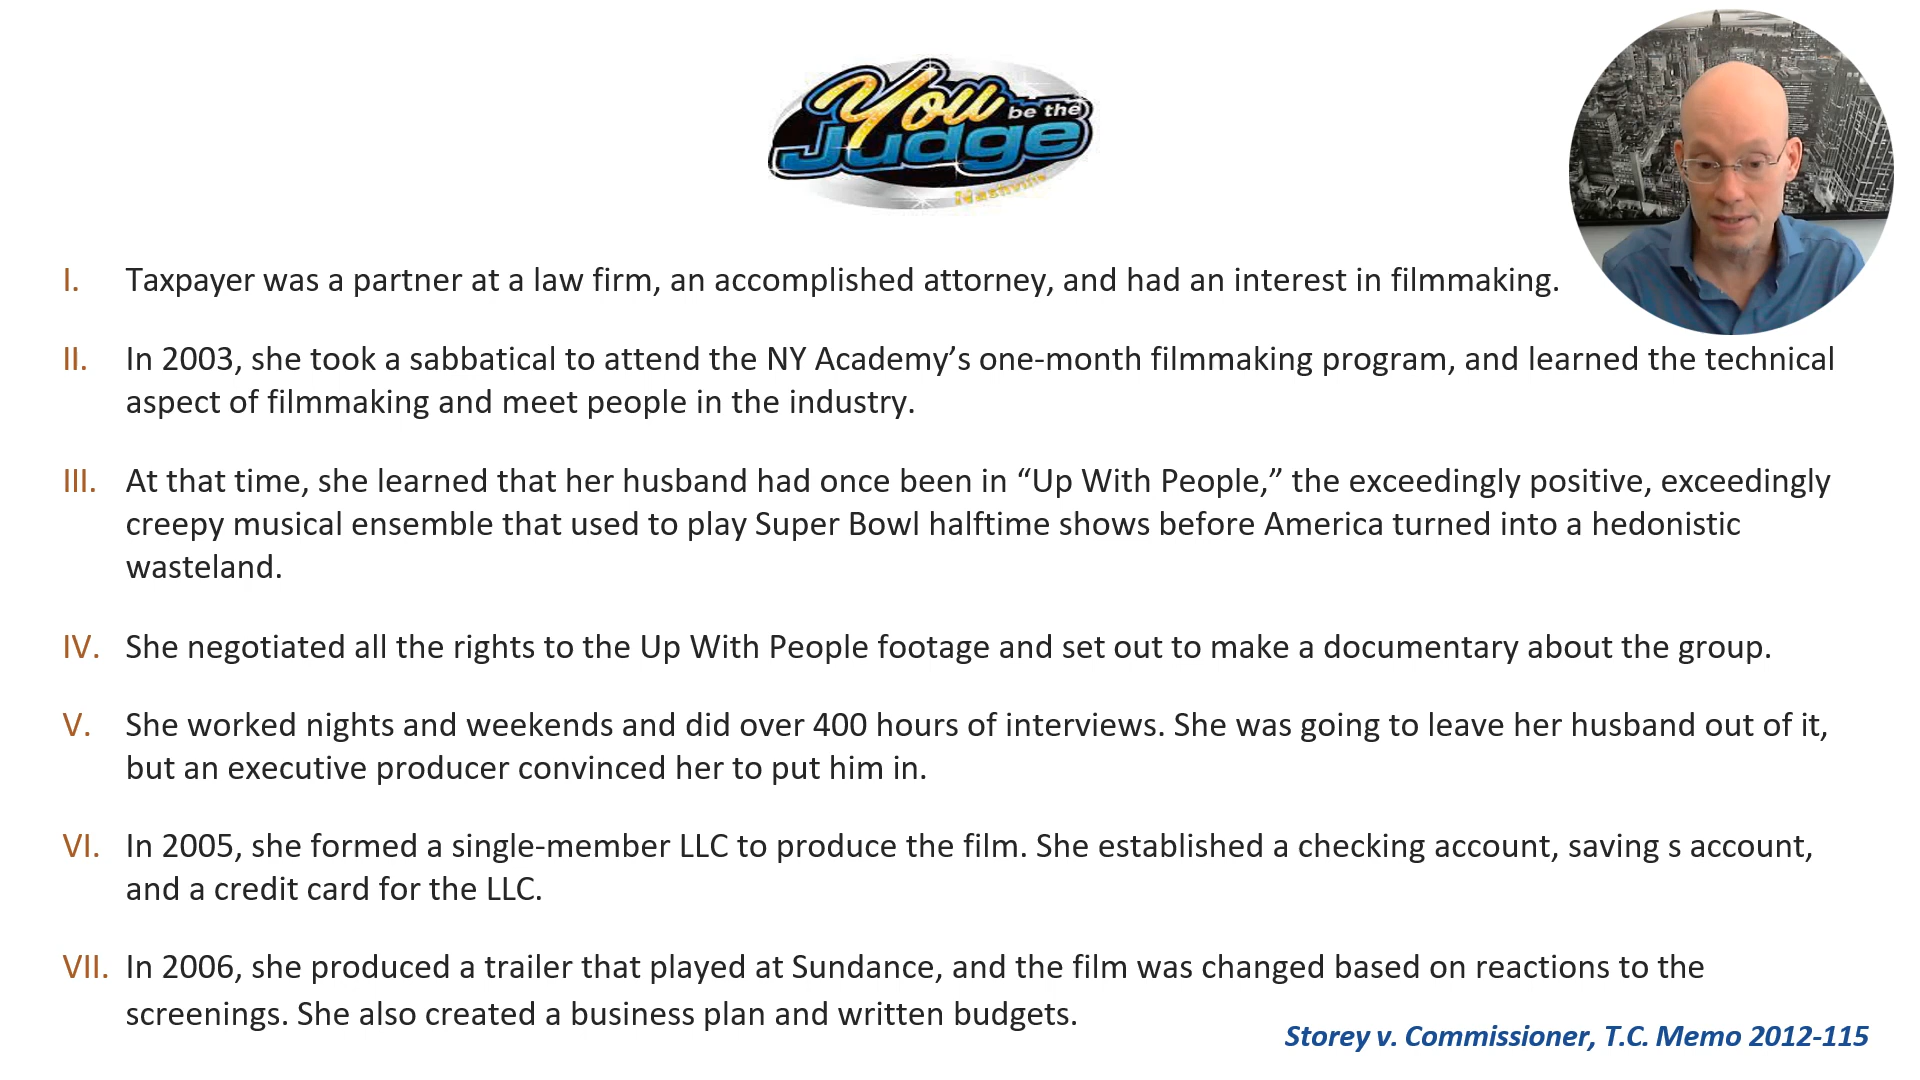 You
be the
Judge
Nashville
I. Taxpayer was a partner at a law firm, an accomplished attorney, and had an interest in filmmaking.
II. In 2003, she took a sabbatical to attend the NY Academy’s one-month filmmaking program, and learned the technical
aspect of filmmaking and meet people in the industry.
III. At that time, she learned that her husband had once been in “Up With People,” the exceedingly positive, exceedingly
creepy musical ensemble that used to play Super Bowl halftime shows before America turned into a hedonistic
wasteland.
IV. She negotiated all the rights to the Up With People footage and set out to make a documentary about the group.
V. She worked nights and weekends and did over 400 hours of interviews. She was going to leave her husband out of it,
but an executive producer convinced her to put him in.
VI. In 2005, she formed a single-member LLC to produce the film. She established a checking account, saving s account,
and a credit card for the LLC.
VII. In 2006, she produced a trailer that played at Sundance, and the film was changed based on reactions to the
screenings. She also created a business plan and written budgets.
Storey v. Commissioner, T.C. Memo 2012-115